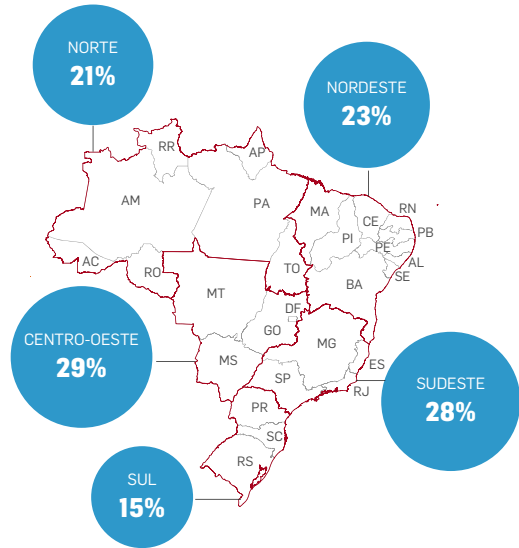 NORTE
21%
NORDESTE
23%
RR
AP
AM
PA
MA
CE
RN
PI
PB
PE
AC
RO
TO
AL
SE
BA
MT
DF
GO
MG
CENTRO-OESTE
29%
MS
ES
SP
RJ
SUDESTE
28%
PR
SC
RS
SUL
15%